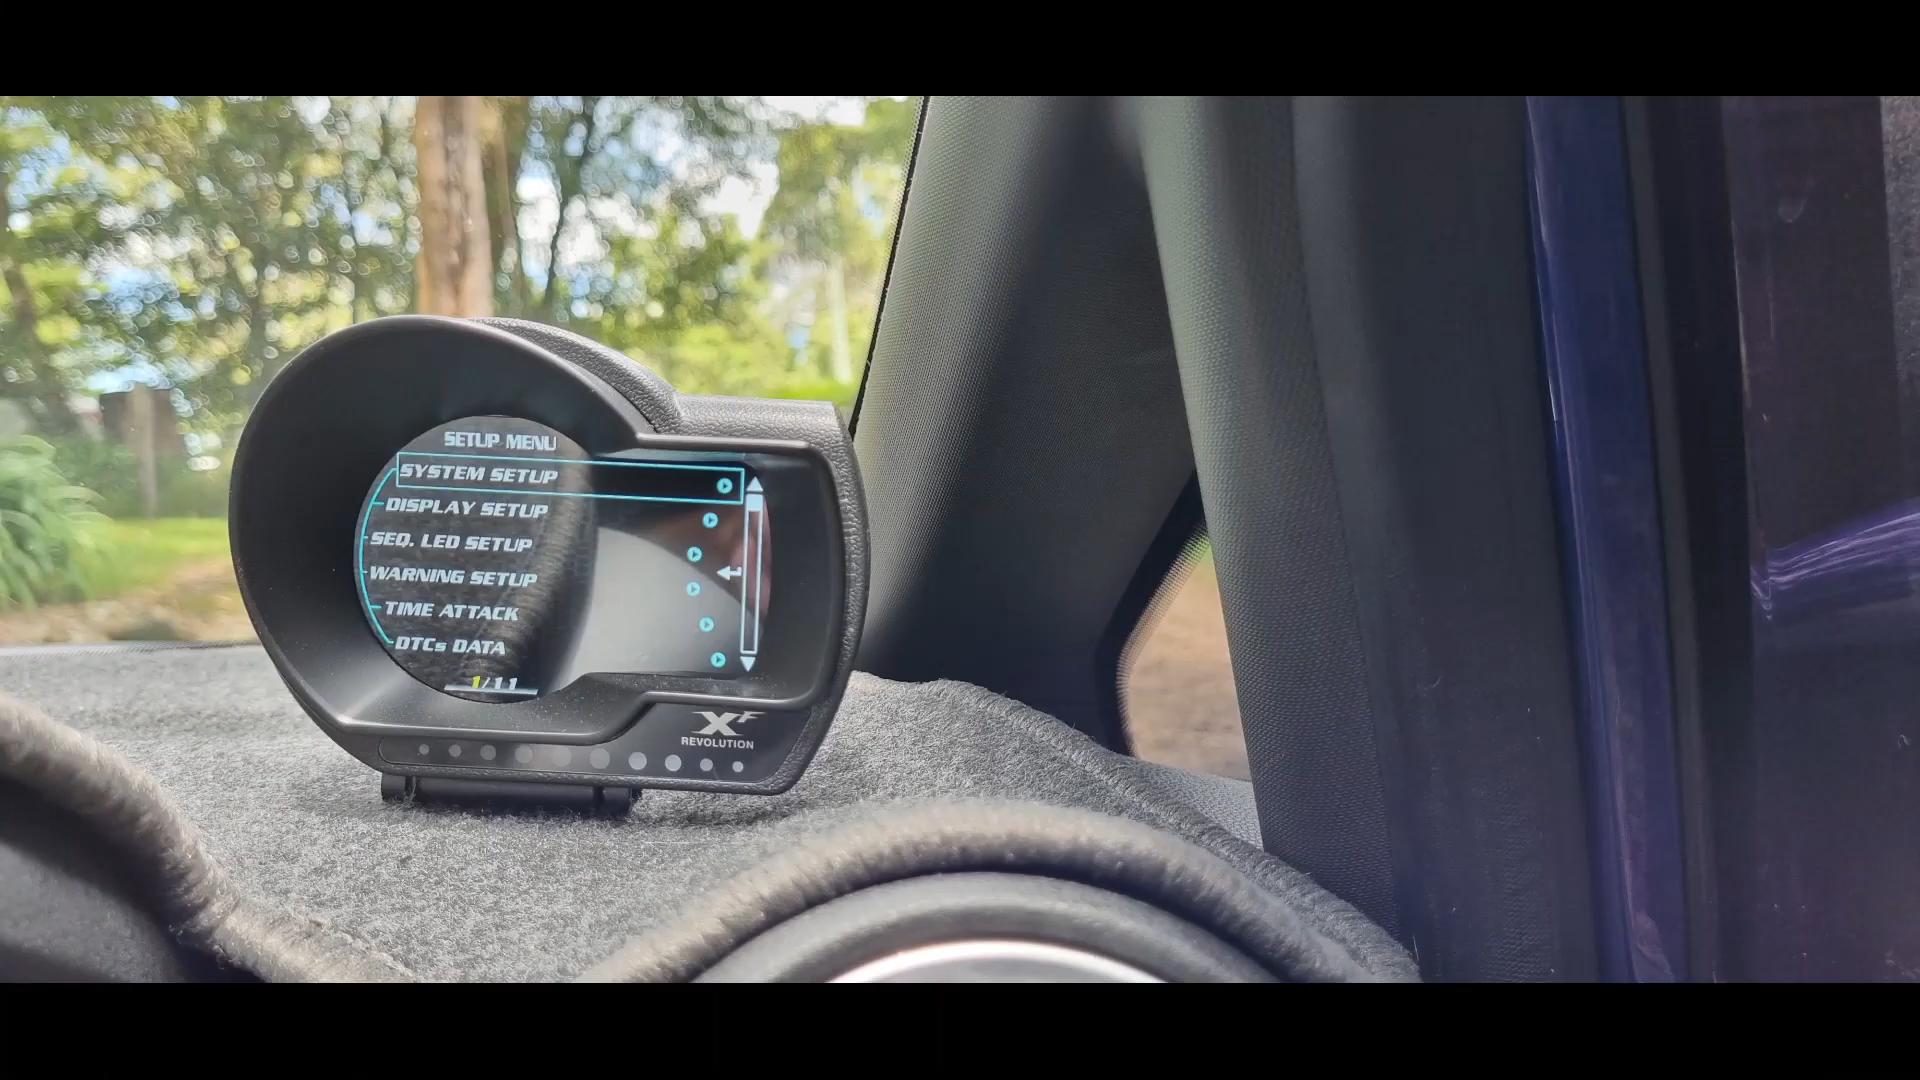 SETUP MENU
SYSTEM SETUP
DISPLAY SETUP
SEQ. LED SETUP
WARNING SETUP
TIME ATTACK
DTCs DATA
1/11
XF
REVOLUTION